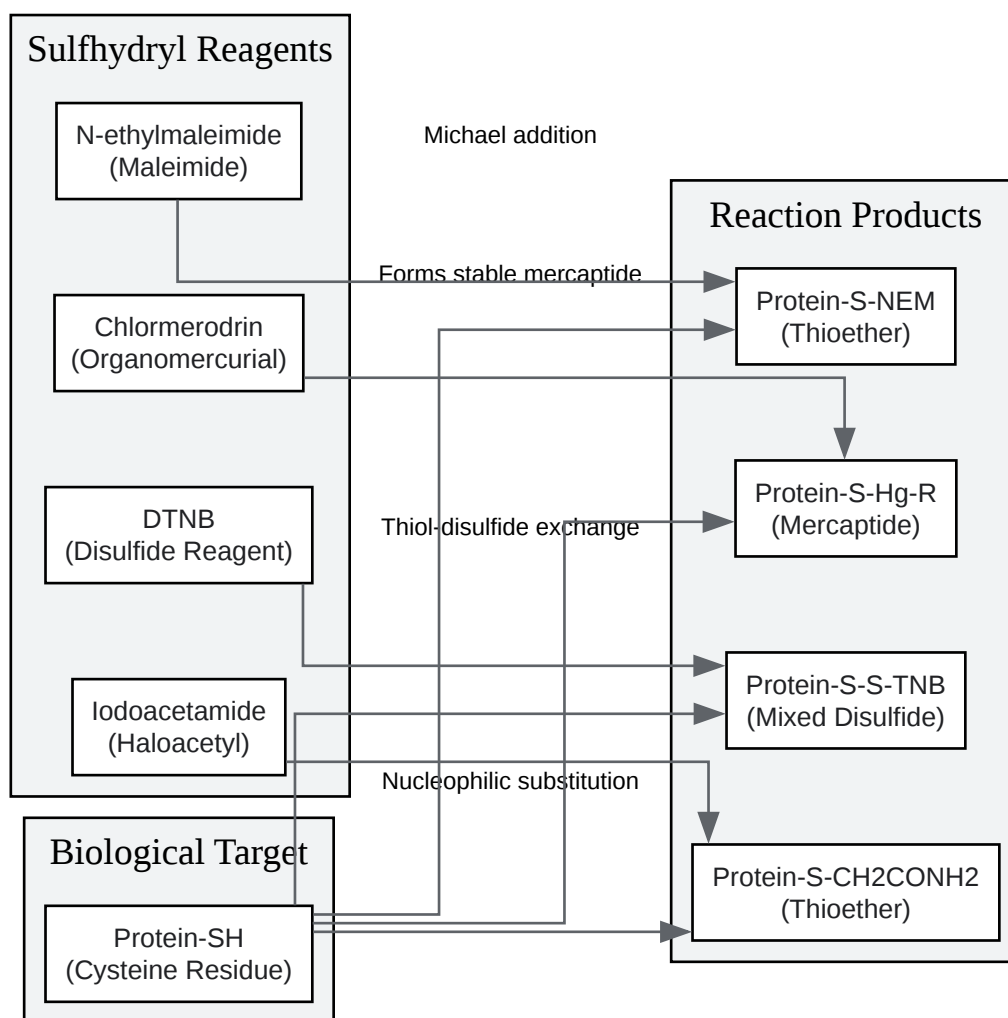 Sulfhydryl Reagents
N-ethylmaleimide
(Maleimide)
Chlormerodrin
(Organomercurial)
DTNB
(Disulfide Reagent)
Iodoacetamide
(Haloacetyl)
Biological Target
Protein-SH
(Cysteine Residue)
Michael addition
Forms stable mercaptide
Thiol-disulfide exchange
Nucleophilic substitution
Reaction Products
Protein-S-NEM
(Thioether)
Protein-S-Hg-R
(Mercaptide)
Protein-S-S-TNB
(Mixed Disulfide)
Protein-S-CH2CONH2
(Thioether)